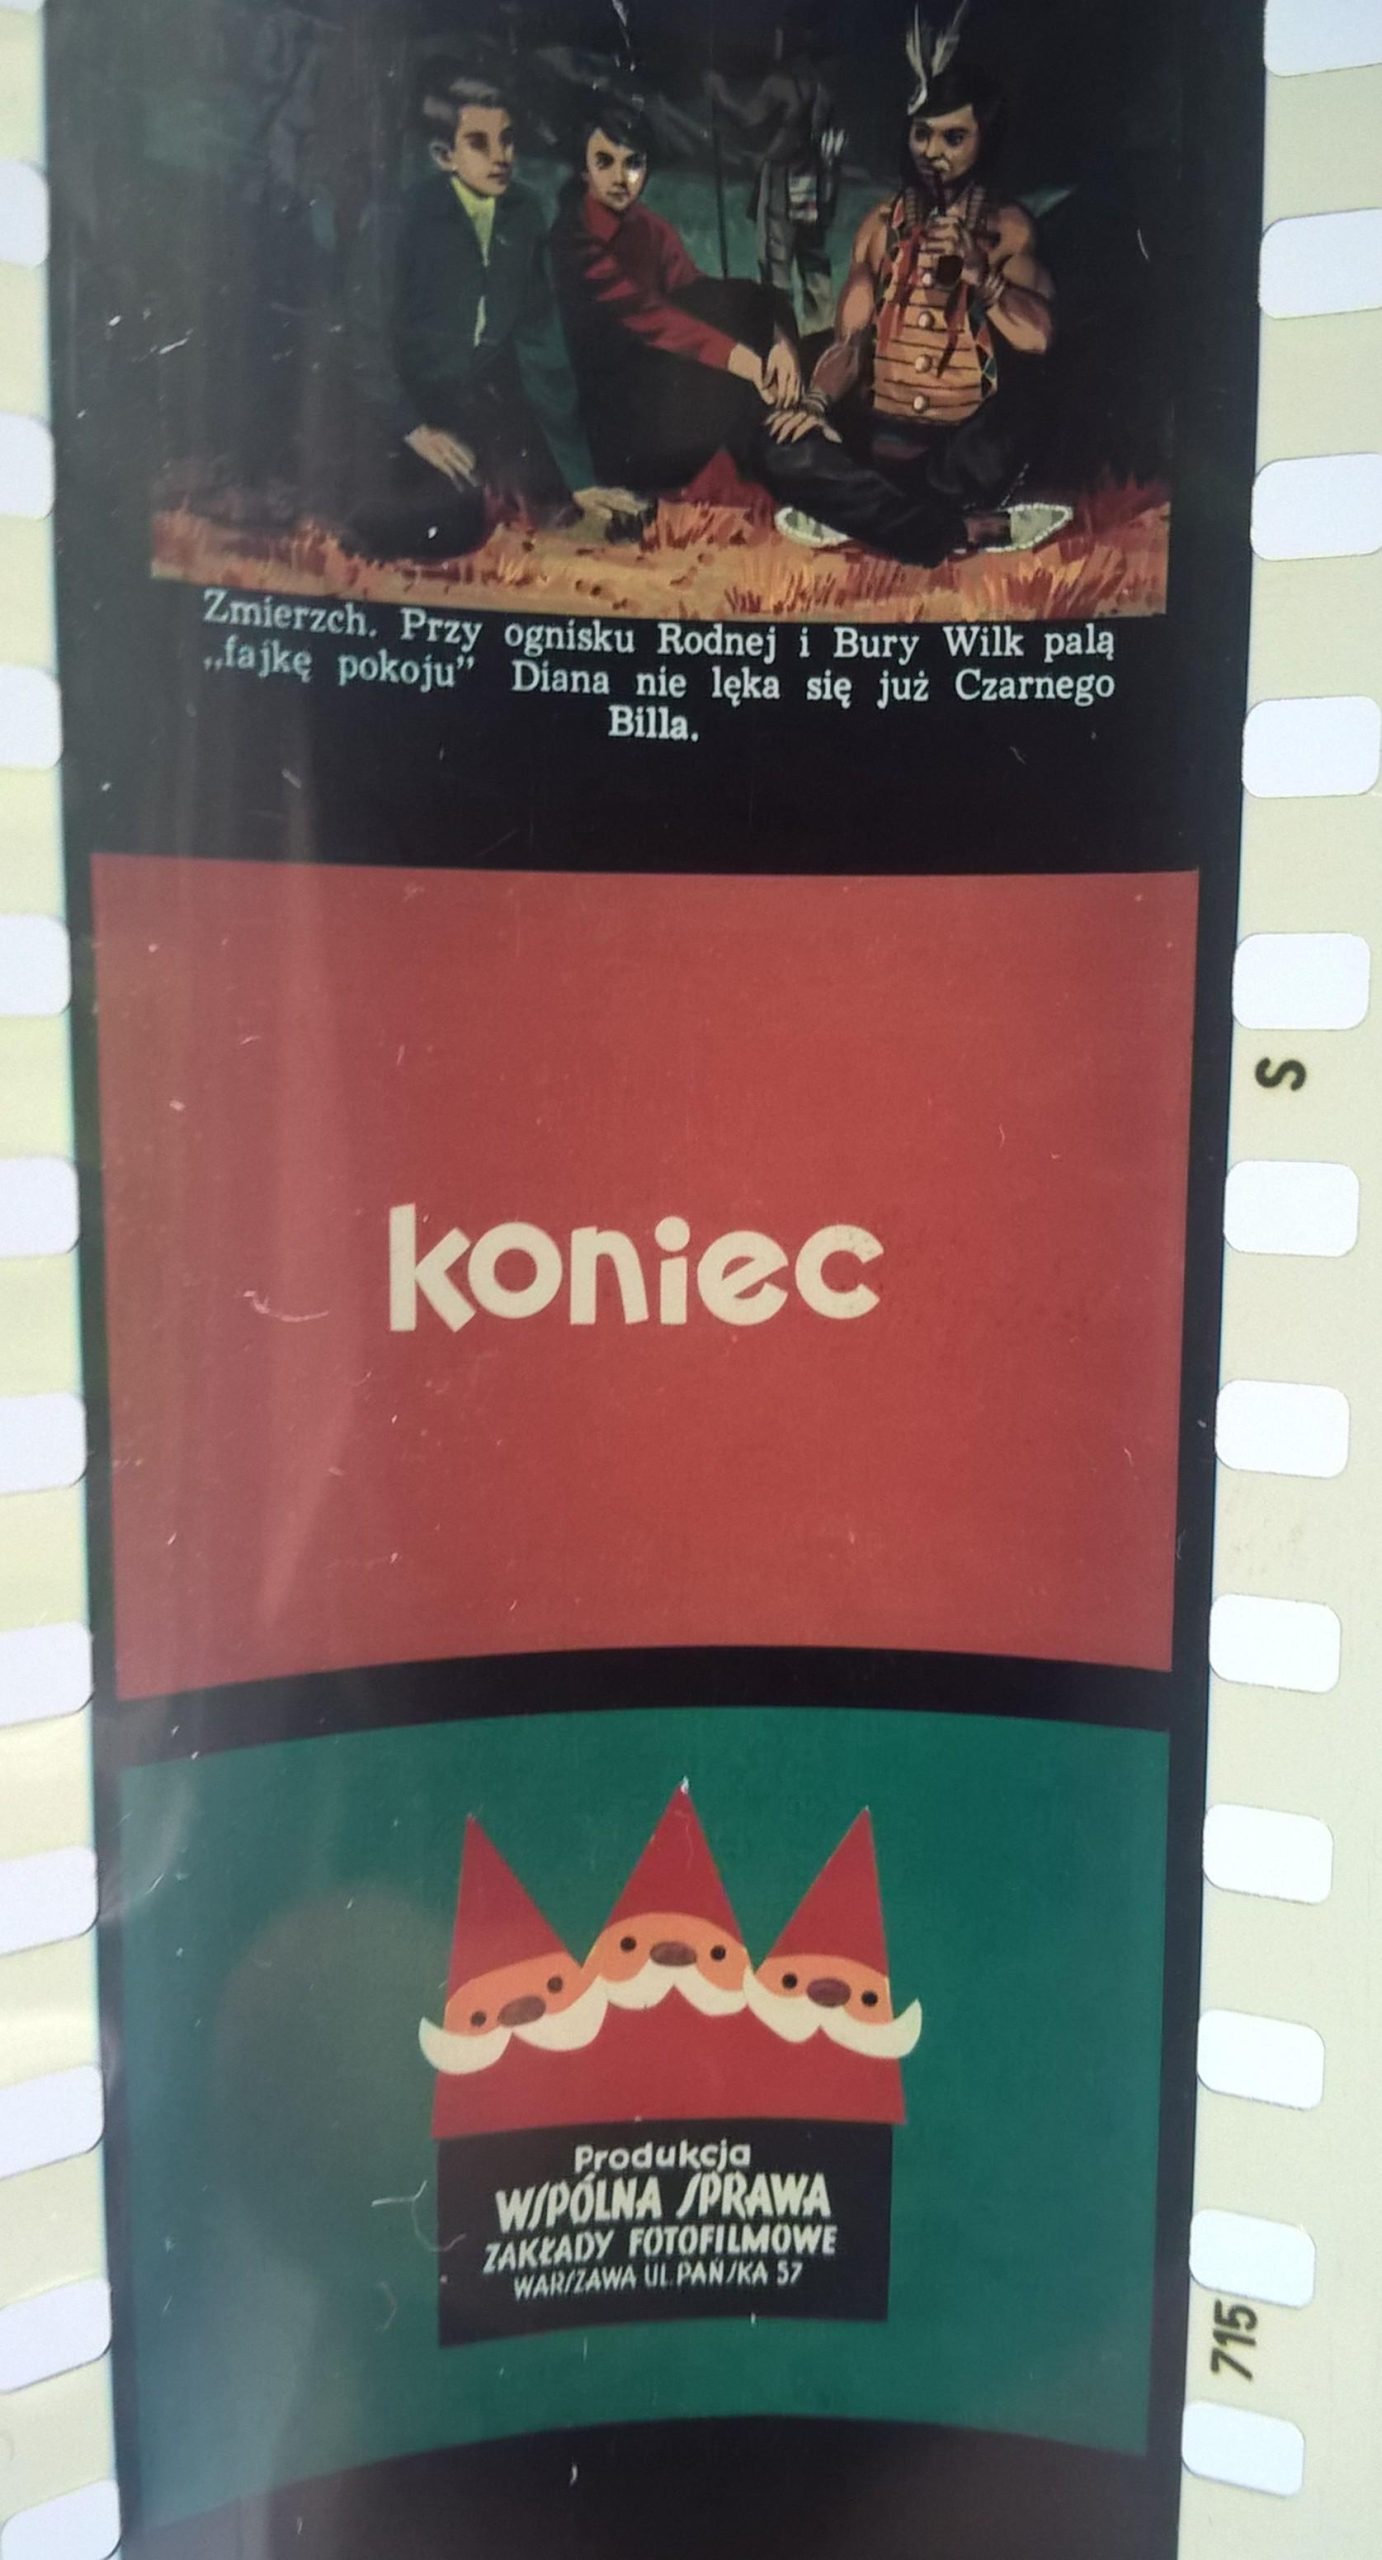 Zmierzch. Przy ognisku Rodnej i Bury Wilk palą
„fajkę pokoju” Diana nie lęka się już Czarnego
Billa.
koniec
S
Produkcja
WSPÓLNA SPRAWA
ZAKŁADY FOTOFILMOWE
WARSZAWA UL. PAŃSKA 57
715